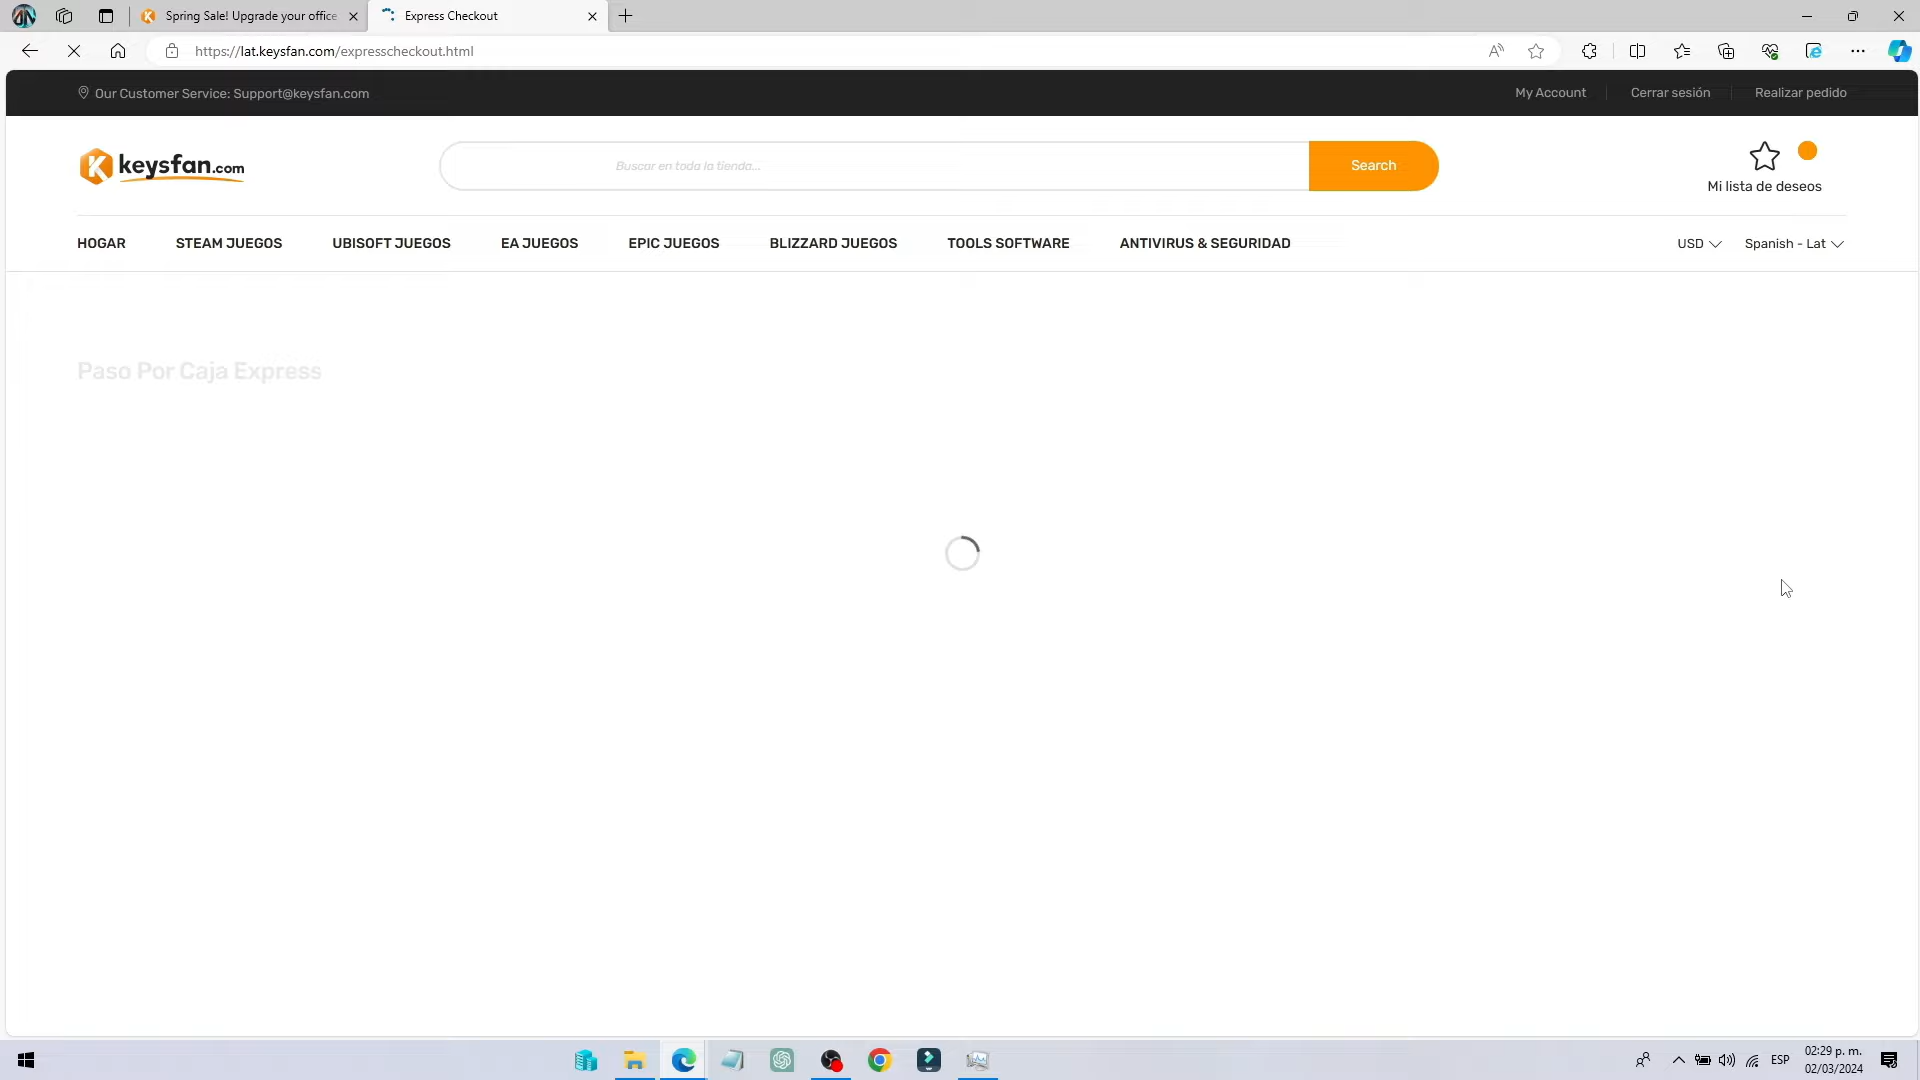 Spring Sale! Upgrade your office
Express Checkout
https://lat.keysfan.com/expresscheckout.html
Our Customer Service: Support@keysfan.com
My Account
Cerrar sesión
Realizar pedido
keysfan.com
Buscar en toda la tienda...
Search
Mi lista de deseos
HOGAR
STEAM JUEGOS
UBISOFT JUEGOS
EA JUEGOS
EPIC JUEGOS
BLIZZARD JUEGOS
TOOLS SOFTWARE
ANTIVIRUS & SEGURIDAD
USD
Spanish - Lat
Paso Por Caja Express
ESP
02:29 p. m.
02/03/2024